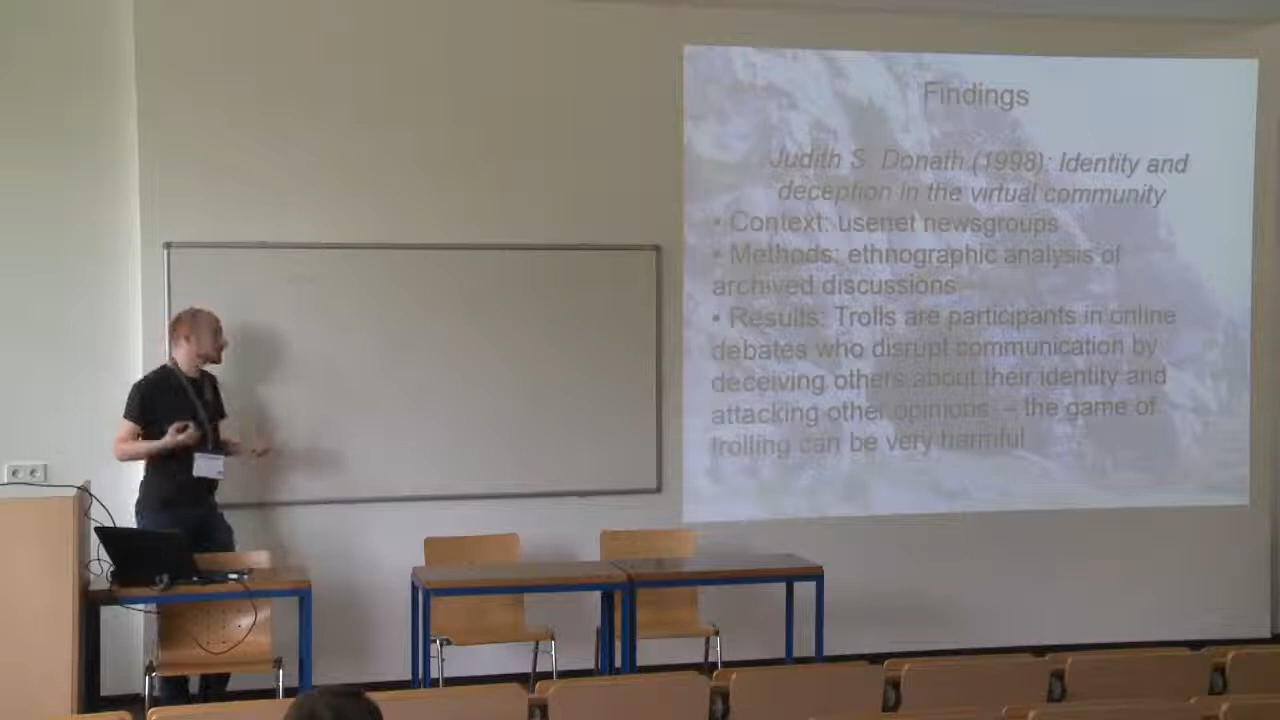 Findings
Judith S. Donath (1998): Identity and
deception in the virtual community
• Context: usenet newsgroups
• Methods: ethnographic analysis of
archived discussions
• Results: Trolls are participants in online
debates who disrupt communication by
deceiving others about their identity and
attacking other opinions – the game of
trolling can be very harmful